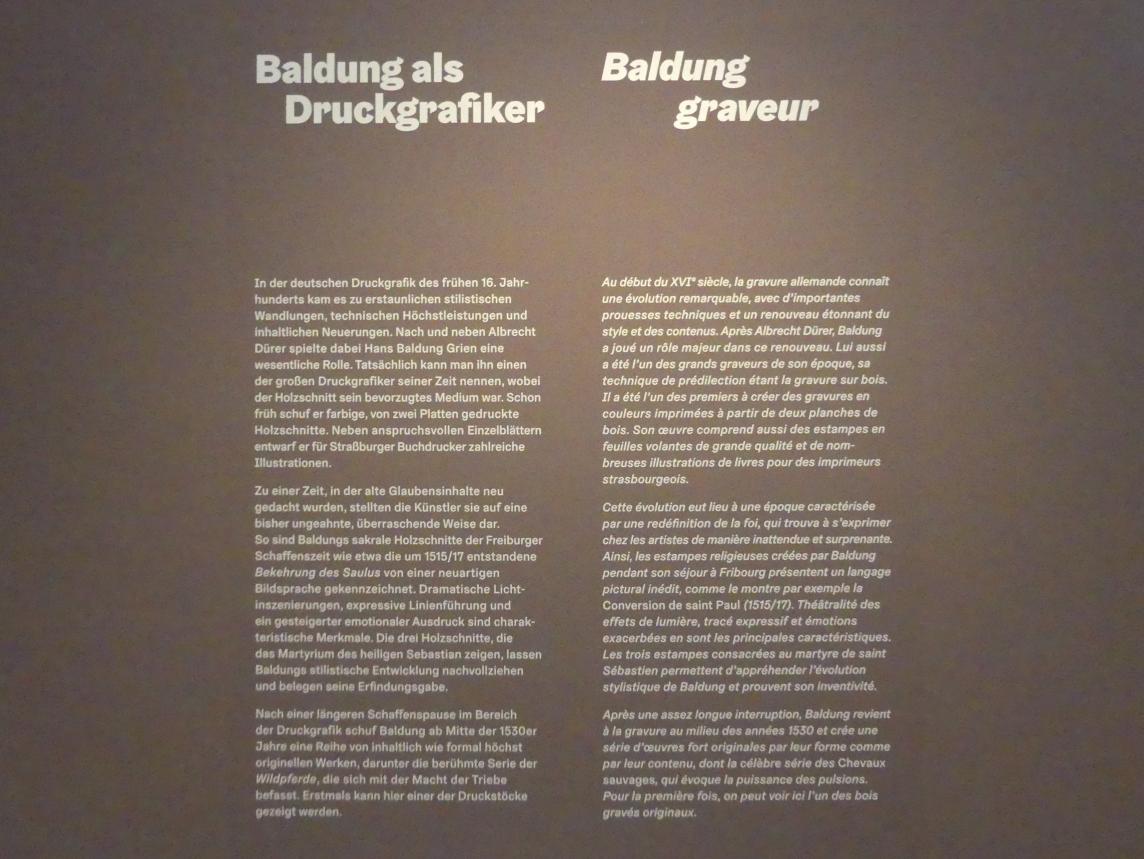 Baldung als
Druckgrafiker
In der deutschen Druckgrafik des frühen 16. Jahr-
hunderts kam es zu erstaunlichen stilistischen
Wandlungen, technischen Höchstleistungen und
inhaltlichen Neuerungen. Nach und neben Albrecht
Dürer spielte dabei Hans Baldung Grien eine
wesentliche Rolle. Tatsächlich kann man ihn einen
der großen Druckgrafiker seiner Zeit nennen, wobei
der Holzschnitt sein bevorzugtes Medium war. Schon
früh schuf er farbige, von zwei Platten gedruckte
Holzschnitte. Neben anspruchsvollen Einzelblättern
entwarf er für Straßburger Buchdrucker zahlreiche
Illustrationen.
Zu einer Zeit, in der alte Glaubensinhalte neu
gedacht wurden, stellten die Künstler sie auf eine
bisher ungeahnte, überraschende Weise dar.
So sind Baldungs sakrale Holzschnitte der Freiburger
Schaffenszeit wie etwa die um 1515/17 entstandene
Bekehrung des Saulus von einer neuartigen
Bildsprache gekennzeichnet. Dramatische Licht-
inszenierungen, expressive Linienführung und
ein gesteigerter emotionaler Ausdruck sind charak-
teristische Merkmale. Die drei Holzschnitte, die
das Martyrium des heiligen Sebastian zeigen, lassen
Baldungs stilistische Entwicklung nachvollziehen
und belegen seine Erfindungsgabe.
Nach einer längeren Schaffenspause im Bereich
der Druckgrafik schuf Baldung ab Mitte der 1530er
Jahre eine Reihe von inhaltlich wie formal höchst
originellen Werken, darunter die berühmte Serie der
Wildpferde, die sich mit der Macht der Triebe
befasst. Erstmals kann hier einer der Druckstöcke
gezeigt werden.
Baldung
graveur
Au début du XVIe siècle, la gravure allemande connaît
une évolution remarquable, avec d'importantes
prouesses techniques et un renouveau étonnant du
style et des contenus. Après Albrecht Dürer, Baldung
a joué un rôle majeur dans ce renouveau. Lui aussi
a été l'un des grands graveurs de son époque, sa
technique de prédilection étant la gravure sur bois.
Il a été l'un des premiers à créer des gravures en
couleurs imprimées à partir de deux planches de
bois. Son œuvre comprend aussi des estampes en
feuilles volantes de grande qualité et de nom-
breuses illustrations de livres pour des imprimeurs
strasbourgeois.
Cette évolution eut lieu à une époque caractérisée
par une redéfinition de la foi, qui trouva à s'exprimer
chez les artistes de manière inattendue et surprenante.
Ainsi, les estampes religieuses créées par Baldung
pendant son séjour à Fribourg présentent un langage
pictural inédit, comme le montre par exemple la
Conversion de saint Paul (1515/17). Théâtralité des
effets de lumière, tracé expressif et émotions
exacerbées en sont les principales caractéristiques.
Les trois estampes consacrées au martyre de saint
Sébastien permettent d'appréhender l'évolution
stylistique de Baldung et prouvent son inventivité.
Après une assez longue interruption, Baldung revient
à la gravure au milieu des années 1530 et crée une
série d'œuvres fort originales par leur forme comme
par leur contenu, dont la célèbre série des Chevaux
sauvages, qui évoque la puissance des pulsions.
Pour la première fois, on peut voir ici l'un des bois
gravés originaux.